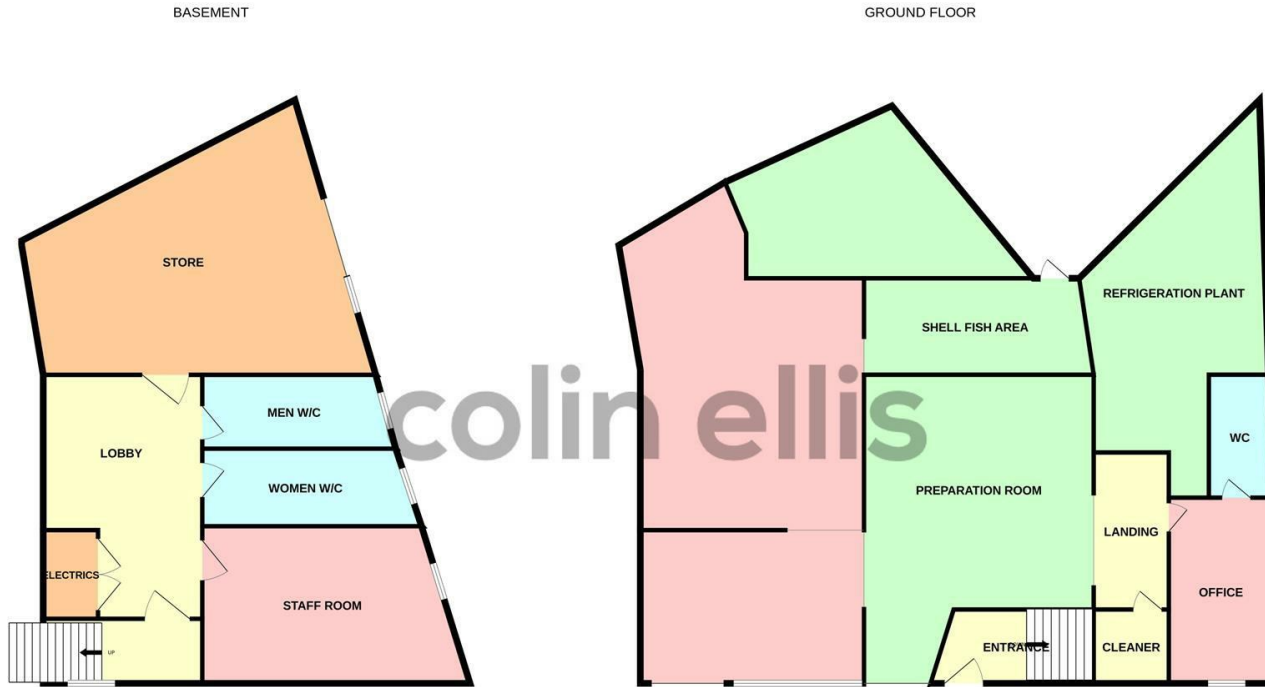 BASEMENT
GROUND FLOOR
STORE
REFRIGERATION PLANT
SHELL FISH AREA
colin ellis
MEN W/C
LOBBY
WC
WOMEN W/C
PREPARATION ROOM
LANDING
ELECTRICS
OFFICE
STAFF ROOM
ENTRANCE
CLEANER
UP